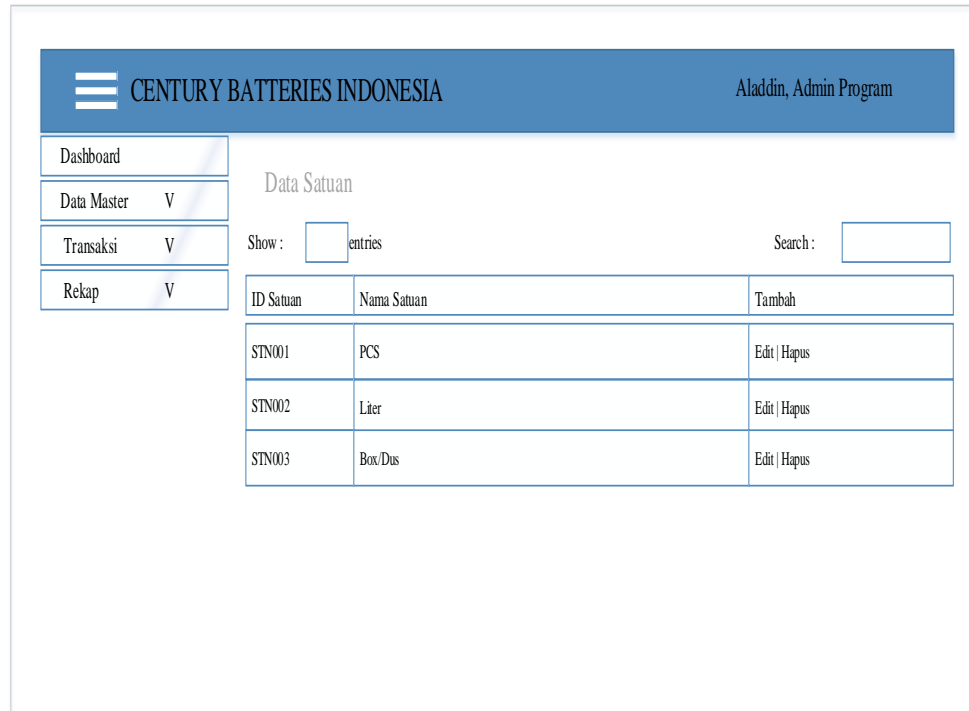 CENTURY BATTERIES INDONESIA Aladdin, Admin Program
Dashboard
Data Master V
Transaksi V
Rekap V
Data Satuan
Show : entries Search :
ID Satuan Nama Satuan Tambah
STN001 PCS Edit | Hapus
STN002 Liter Edit | Hapus
STN003 Box/Dus Edit | Hapus